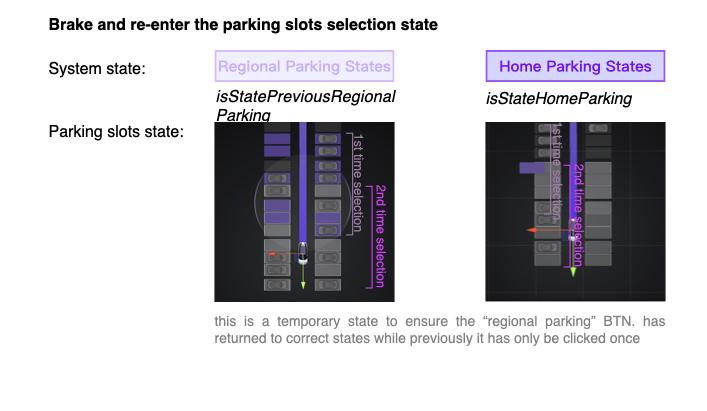 Brake and re-enter the parking slots selection state
System state:
Regional Parking States
Home Parking States
isStatePreviousRegional
Parking
isStateHomeParking
Parking slots state:
1st time selection
2nd time selection
1st time selection
2nd time selection
this is a temporary state to ensure the “regional parking” BTN. has
returned to correct states while previously it has only be clicked once